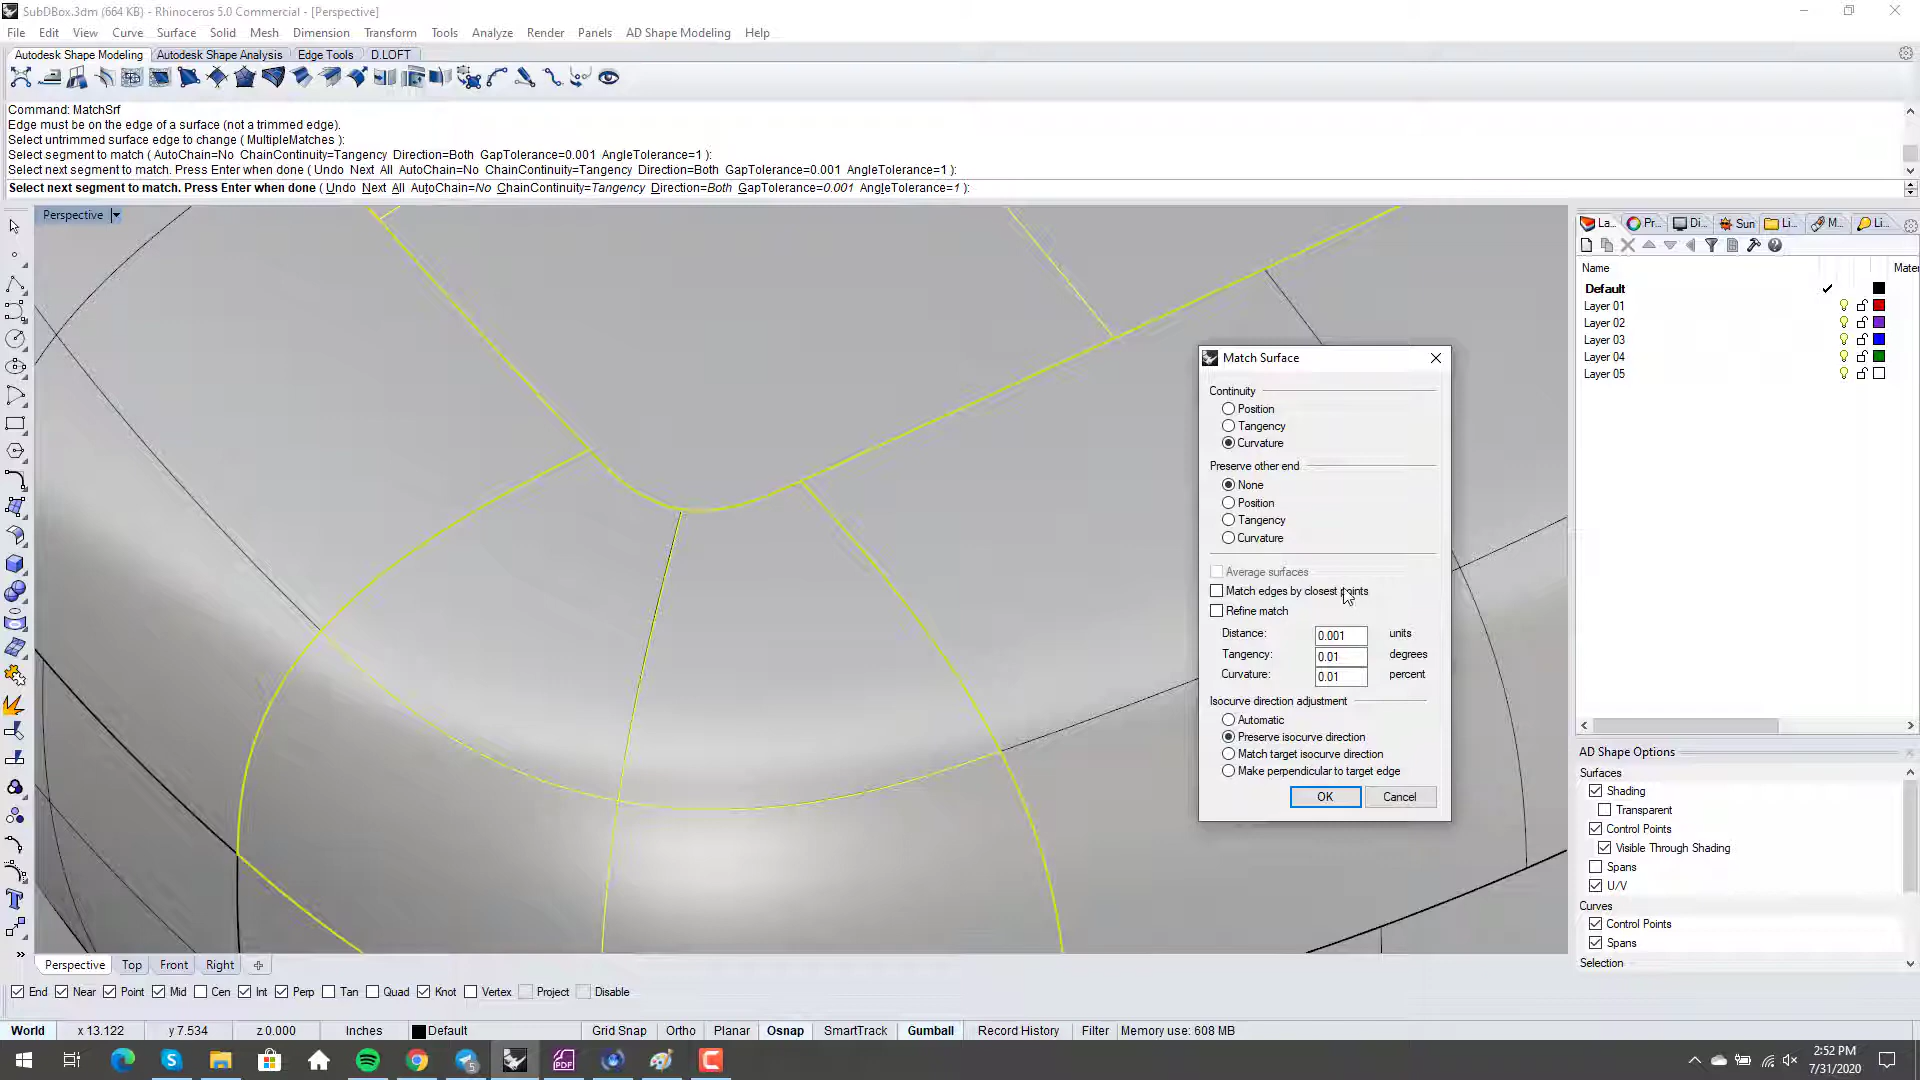 SubDBox.3dm (664 KB) - Rhinoceros 5.0 Commercial - [Perspective]
File Edit View Curve Surface Solid Mesh Dimension Transform Tools Analyze Render Panels AD Shape Modeling Help
Autodesk Shape Modeling Autodesk Shape Analysis Edge Tools D.LOFT
Command: MatchSrf
Edge must be on the edge of a surface (not a trimmed edge).
Select untrimmed surface edge to change ( MultipleMatches ):
Select segment to match ( AutoChain=No ChainContinuity=Tangency Direction=Both GapTolerance=0.001 AngleTolerance=1 ):
Select next segment to match. Press Enter when done ( Undo Next All AutoChain=No ChainContinuity=Tangency Direction=Both GapTolerance=0.001 AngleTolerance=1 ):
Select next segment to match. Press Enter when done ( Undo Next All AutoChain=No ChainContinuity=Tangency Direction=Both GapTolerance=0.001 AngleTolerance=1 ):
Perspective
La... Pr... Di... Sun Li... M... Li...
Name Mater
Default
Layer 01
Layer 02
Layer 03
Layer 04
Layer 05
Match Surface
Continuity
Position
Tangency
Curvature
Preserve other end
None
Position
Tangency
Curvature
Average surfaces
Match edges by closest points
Refine match
Distance: 0.001 units
Tangency: 0.01 degrees
Curvature: 0.01 percent
Isocurve direction adjustment
Automatic
Preserve isocurve direction
Match target isocurve direction
Make perpendicular to target edge
OK Cancel
AD Shape Options
Surfaces
Shading
Transparent
Control Points
Visible Through Shading
Spans
U/V
Curves
Control Points
Spans
Selection
Perspective Top Front Right
End Near Point Mid Cen Int Perp Tan Quad Knot Vertex Project Disable
World x 13.122 y 7.534 z 0.000 Inches Default Grid Snap Ortho Planar Osnap SmartTrack Gumball Record History Filter Memory use: 608 MB
2:52 PM
7/31/2020